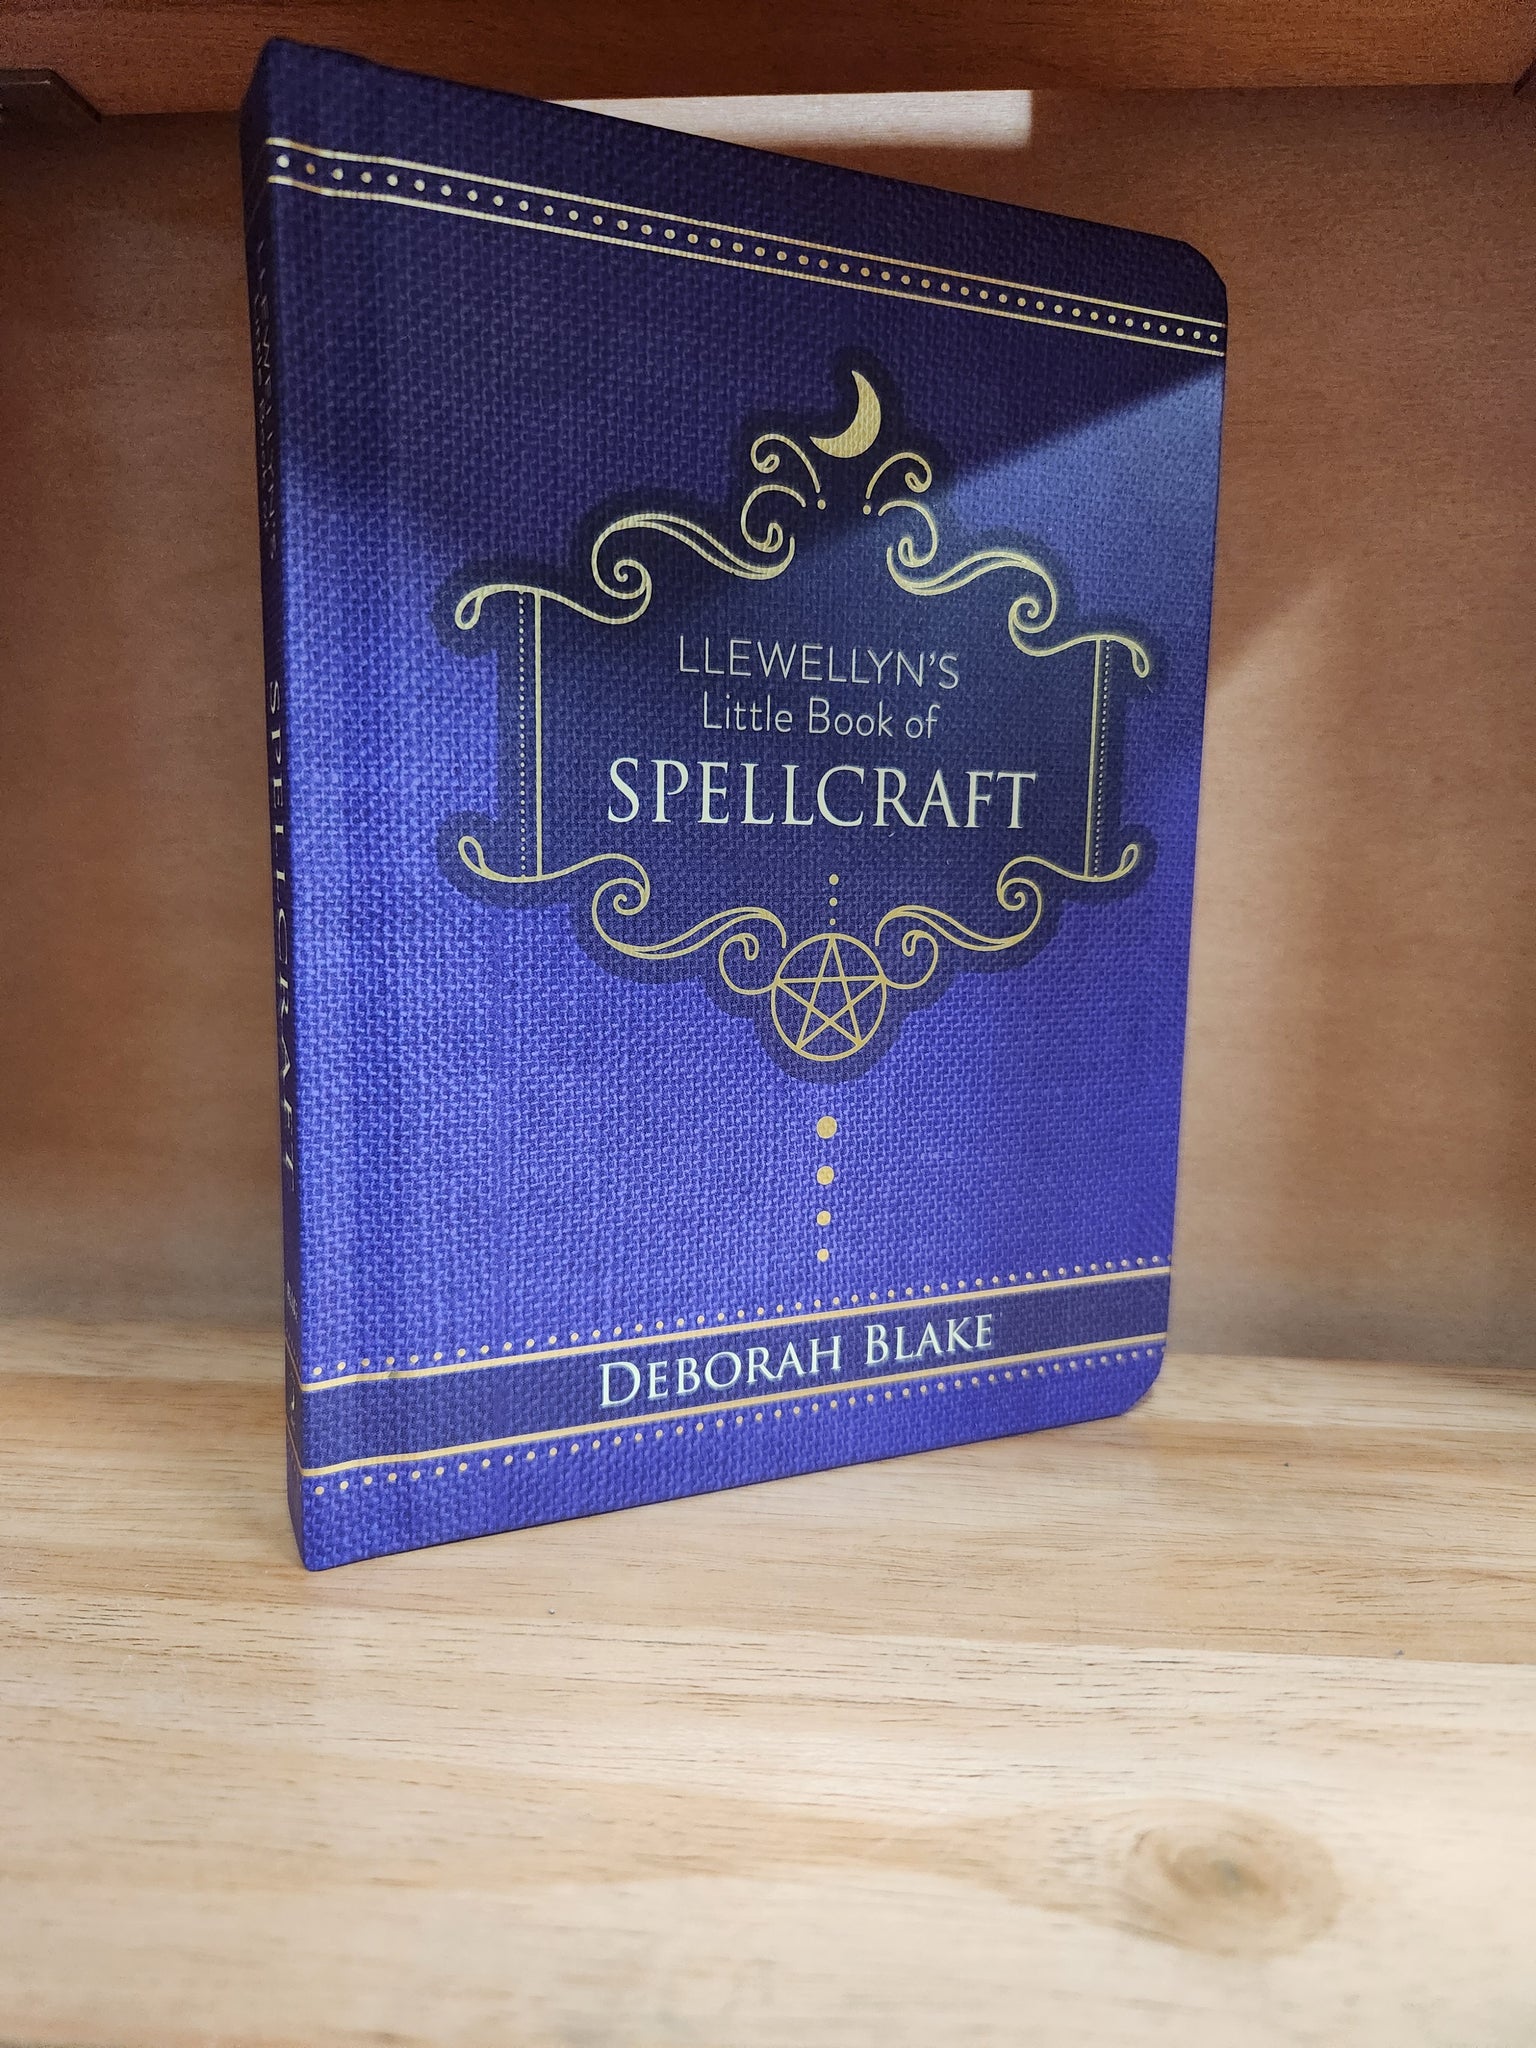 LLEWELLYN'S
Little Book of
SPELLCRAFT
DEBORAH BLAKE
SPELLCRAFT